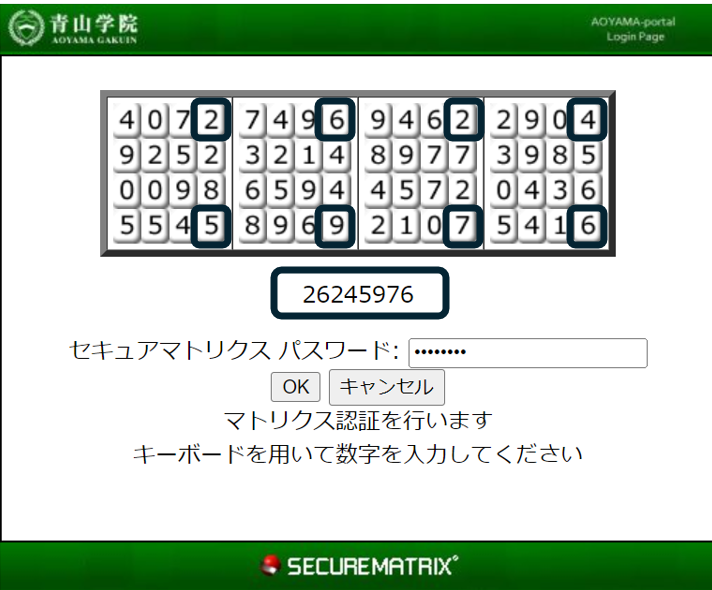 青山学院
AOYAMA GAKUIN
AOYAMA-portal
Login Page
4 0 7 2 7 4 9 6 9 4 6 2 2 9 0 4
9 2 5 2 3 2 1 4 8 9 7 7 3 9 8 5
0 0 9 8 6 5 9 4 4 5 7 2 0 4 3 6
5 5 4 5 8 9 6 9 2 1 0 7 5 4 1 6
26245976
セキュアマトリクス パスワード: ••••••••
OK キャンセル
マトリクス認証を行います
キーボードを用いて数字を入力してください
SECUREMATRIX®